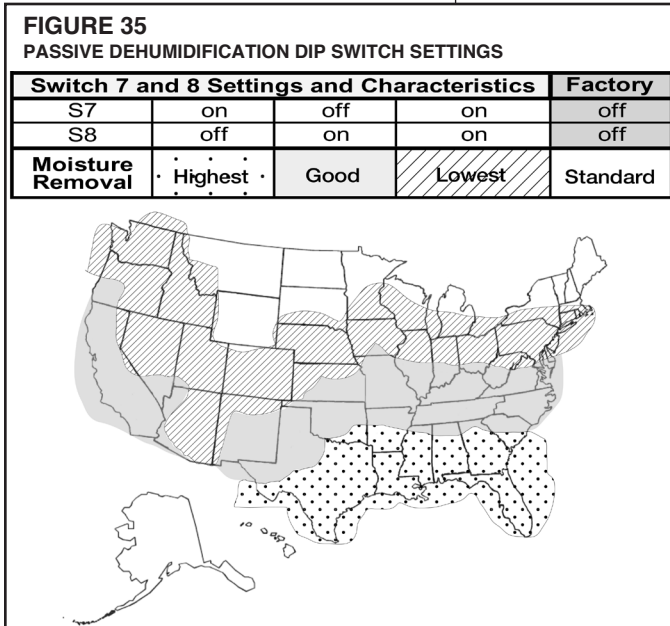 FIGURE 35
PASSIVE DEHUMIDIFICATION DIP SWITCH SETTINGS
Switch 7 and 8 Settings and Characteristics Factory
S7 on off on off
S8 off on on off
Moisture Removal Highest Good Lowest Standard